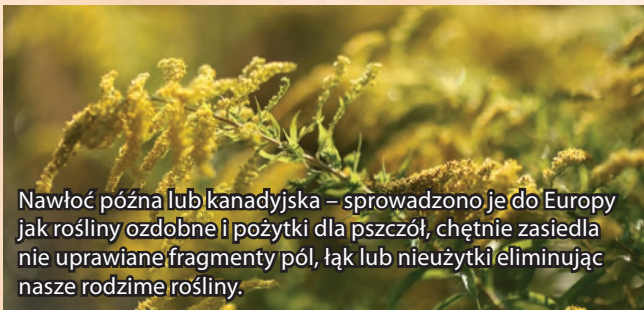 Nawłoć późna lub kanadyjska – sprowadzono je do Europy
jak rośliny ozdobne i pożytki dla pszczół, chętnie zasiedla
nie uprawiane fragmenty pól, łąk lub nieużytki eliminując
nasze rodzime rośliny.